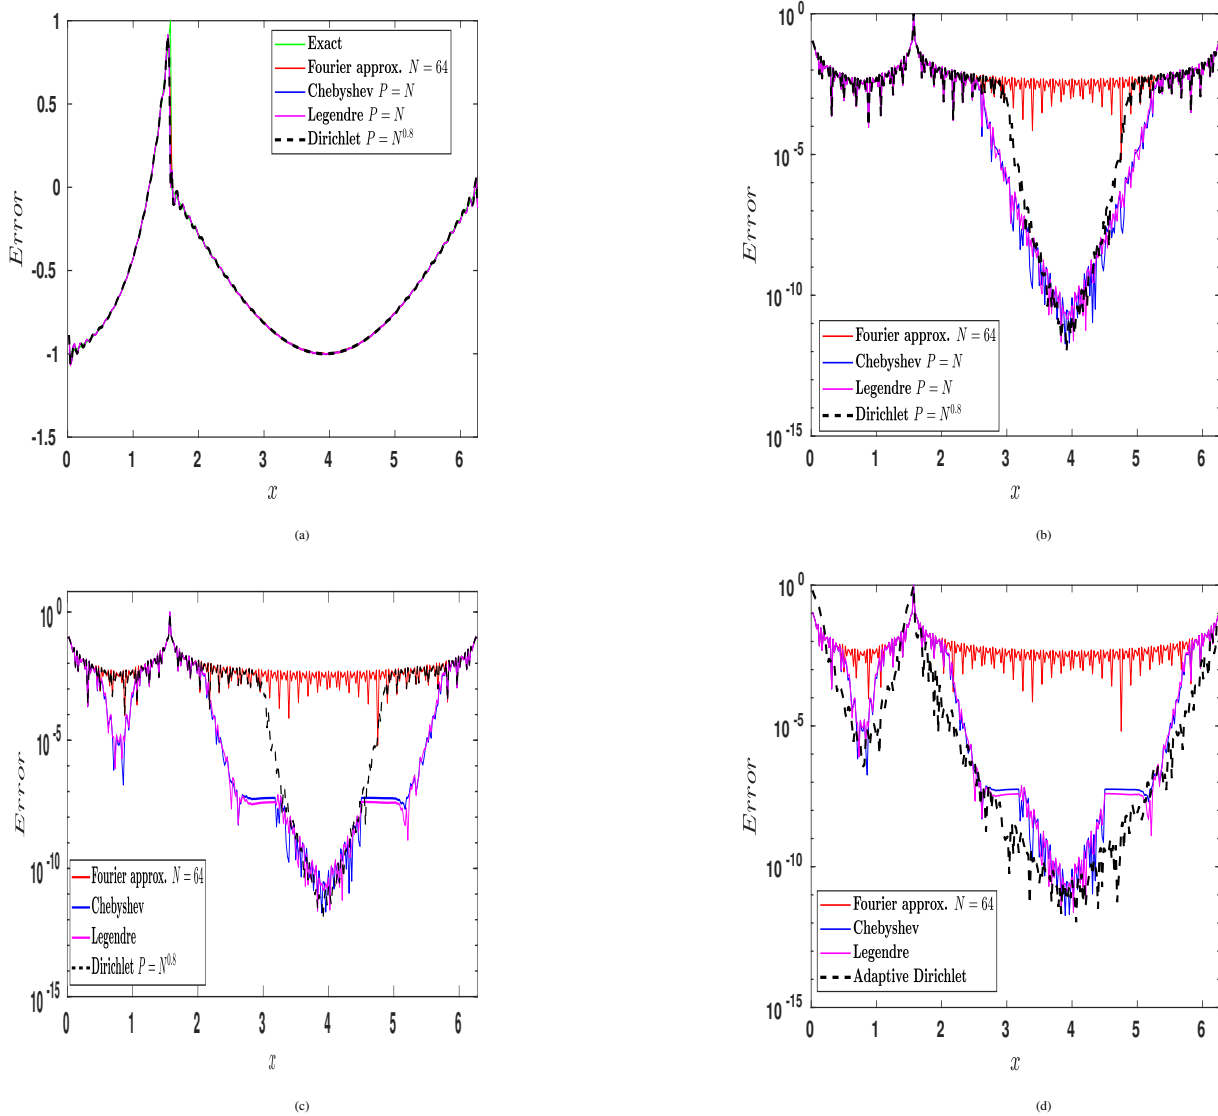 1
0.5
0
-0.5
-1
-1.5
Error
0 1 2 3 4 5 6
x
Exact
Fourier approx. N = 64
Chebyshev P = N
Legendre P = N
Dirichlet P = N^0.8
(a)
10^0
10^-5
10^-10
10^-15
Error
0 1 2 3 4 5 6
x
Fourier approx. N = 64
Chebyshev P = N
Legendre P = N
Dirichlet P = N^0.8
(b)
10^0
10^-5
10^-10
10^-15
Error
0 1 2 3 4 5 6
x
Fourier approx. N = 64
Chebyshev
Legendre
Dirichlet P = N^0.8
(c)
10^0
10^-5
10^-10
10^-15
Error
0 1 2 3 4 5 6
x
Fourier approx. N = 64
Chebyshev
Legendre
Adaptive Dirichlet
(d)